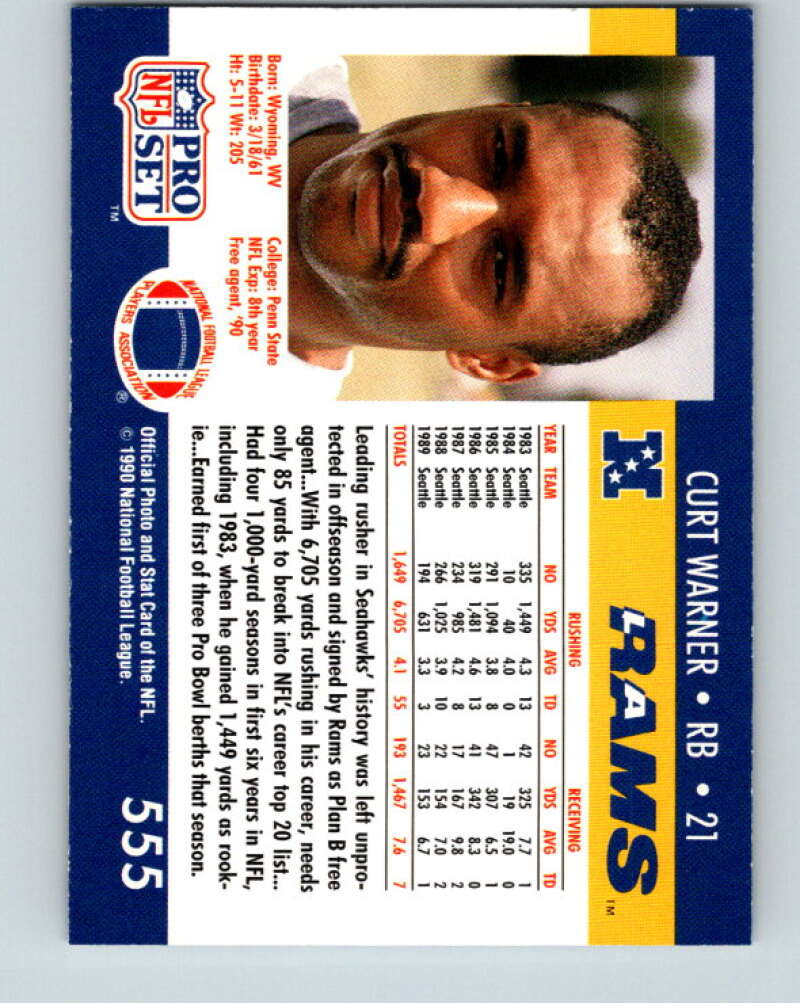 CURT WARNER • RB • 21
N
LA RAMS™
Born: Wyoming, WV
Birthdate: 3/18/61
Ht: 5-11 Wt: 205
College: Penn State
NFL Exp: 8th year
Free agent, '90
RUSHING RECEIVING
YEAR TEAM NO YDS AVG TD NO YDS AVG TD
1983 Seattle 335 1,449 4.3 13 42 325 7.7 1
1984 Seattle 10 40 4.0 0 1 19 19.0 0
1985 Seattle 291 1,094 3.8 8 47 307 6.5 1
1986 Seattle 319 1,481 4.6 13 41 342 8.3 0
1987 Seattle 234 985 4.2 8 17 167 9.8 2
1988 Seattle 266 1,025 3.9 10 22 154 7.0 2
1989 Seattle 194 631 3.3 3 23 153 6.7 1
TOTALS 1,649 6,705 4.1 55 193 1,467 7.6 7
Leading rusher in Seahawks' history was left unpro-
tected in offseason and signed by Rams as Plan B free
agent...With 6,705 yards rushing in his career, needs
only 85 yards to break into NFL's career top 20 list...
Had four 1,000-yard seasons in first six years in NFL,
including 1983, when he gained 1,449 yards as rook-
ie...Earned first of three Pro Bowl berths that season.
NFL
PRO
SET
™
NATIONAL FOOTBALL LEAGUE
PLAYERS ASSOCIATION
®
Official Photo and Stat Card of the NFL.
© 1990 National Football League.
555